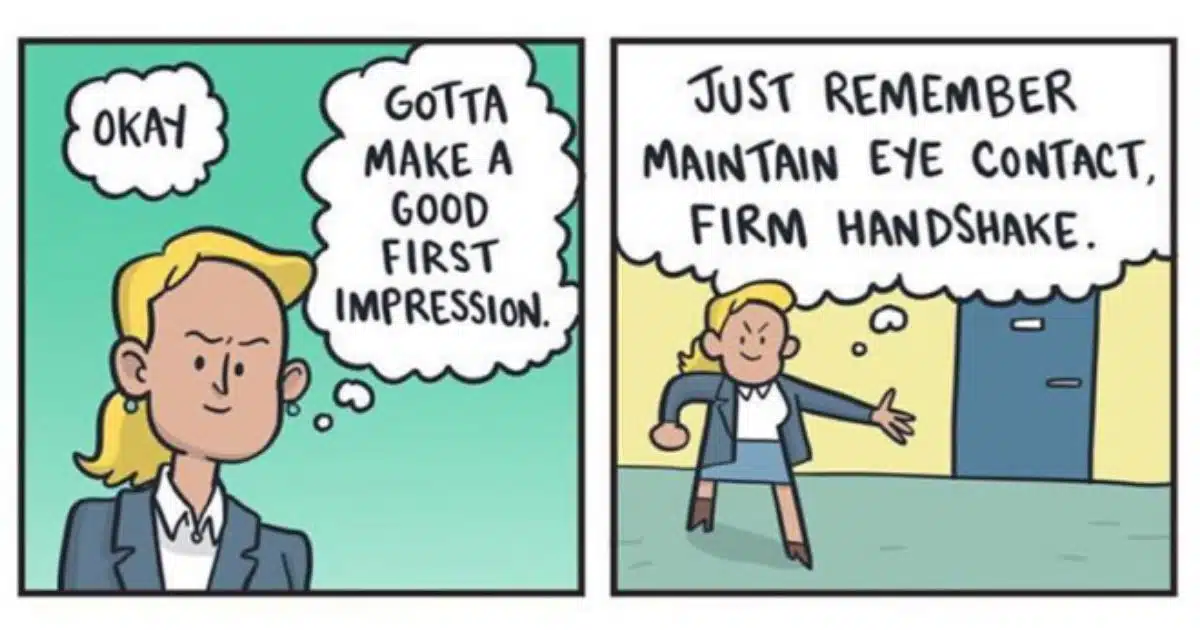 OKAY
GOTTA
MAKE A
GOOD
FIRST
IMPRESSION.
JUST REMEMBER
MAINTAIN EYE CONTACT,
FIRM HANDSHAKE.